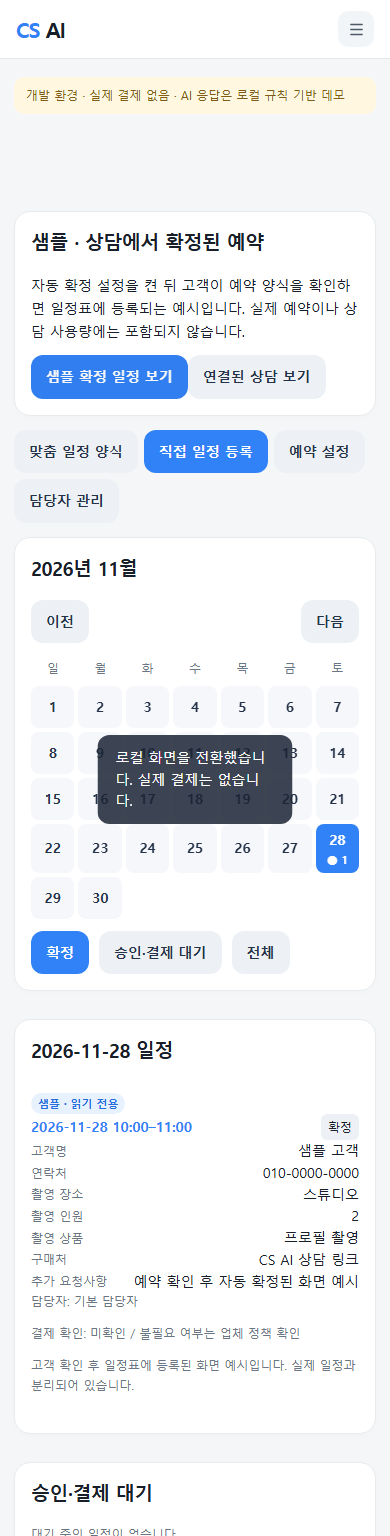 CS AI
개발 환경 · 실제 결제 없음 · AI 응답은 로컬 규칙 기반 데모
샘플 · 상담에서 확정된 예약
자동 확정 설정을 켠 뒤 고객이 예약 양식을 확인하
면 일정표에 등록되는 예시입니다. 실제 예약이나 상
담 사용량에는 포함되지 않습니다.
샘플 확정 일정 보기 연결된 상담 보기
맞춤 일정 양식 직접 일정 등록 예약 설정
담당자 관리
2026년 11월
이전 다음
일 월 화 수 목 금 토
1 2 3 4 5 6 7
8 9 13 14
로컬 화면을 전환했습니
다. 실제 결제는 없습니
다.
15 16 17 18 19 20 21
22 23 24 25 26 27 28
1
29 30
확정 승인·결제 대기 전체
2026-11-28 일정
샘플 · 읽기 전용
2026-11-28 10:00–11:00 확정
고객명 샘플 고객
연락처 010-0000-0000
촬영 장소 스튜디오
촬영 인원 2
촬영 상품 프로필 촬영
구매처 CS AI 상담 링크
추가 요청사항 예약 확인 후 자동 확정된 화면 예시
담당자: 기본 담당자
결제 확인: 미확인 / 불필요 여부는 업체 정책 확인
고객 확인 후 일정표에 등록된 화면 예시입니다. 실제 일정과
분리되어 있습니다.
승인·결제 대기
대기 중인 일정이 없습니다